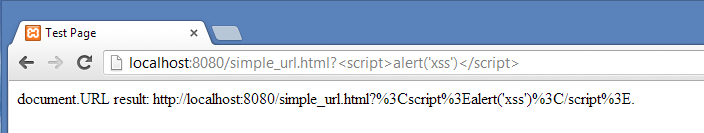 Test Page
localhost:8080/simple_url.html?<script>alert('xss')</script>
document.URL result: http://localhost:8080/simple_url.html?%3Cscript%3Ealert('xss')%3C/script%3E.